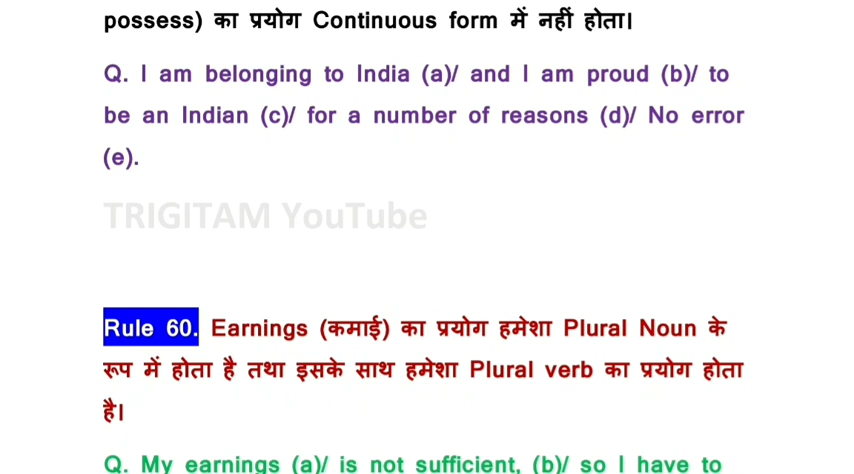 possess) का प्रयोग Continuous form में नहीं होता।
Q. I am belonging to India (a)/ and I am proud (b)/ to
be an Indian (c)/ for a number of reasons (d)/ No error
(e).
TRIGITAM YouTube
Rule 60. Earnings (कमाई) का प्रयोग हमेशा Plural Noun के
रूप में होता है तथा इसके साथ हमेशा Plural verb का प्रयोग होता
है।
Q. My earnings (a)/ is not sufficient, (b)/ so I have to